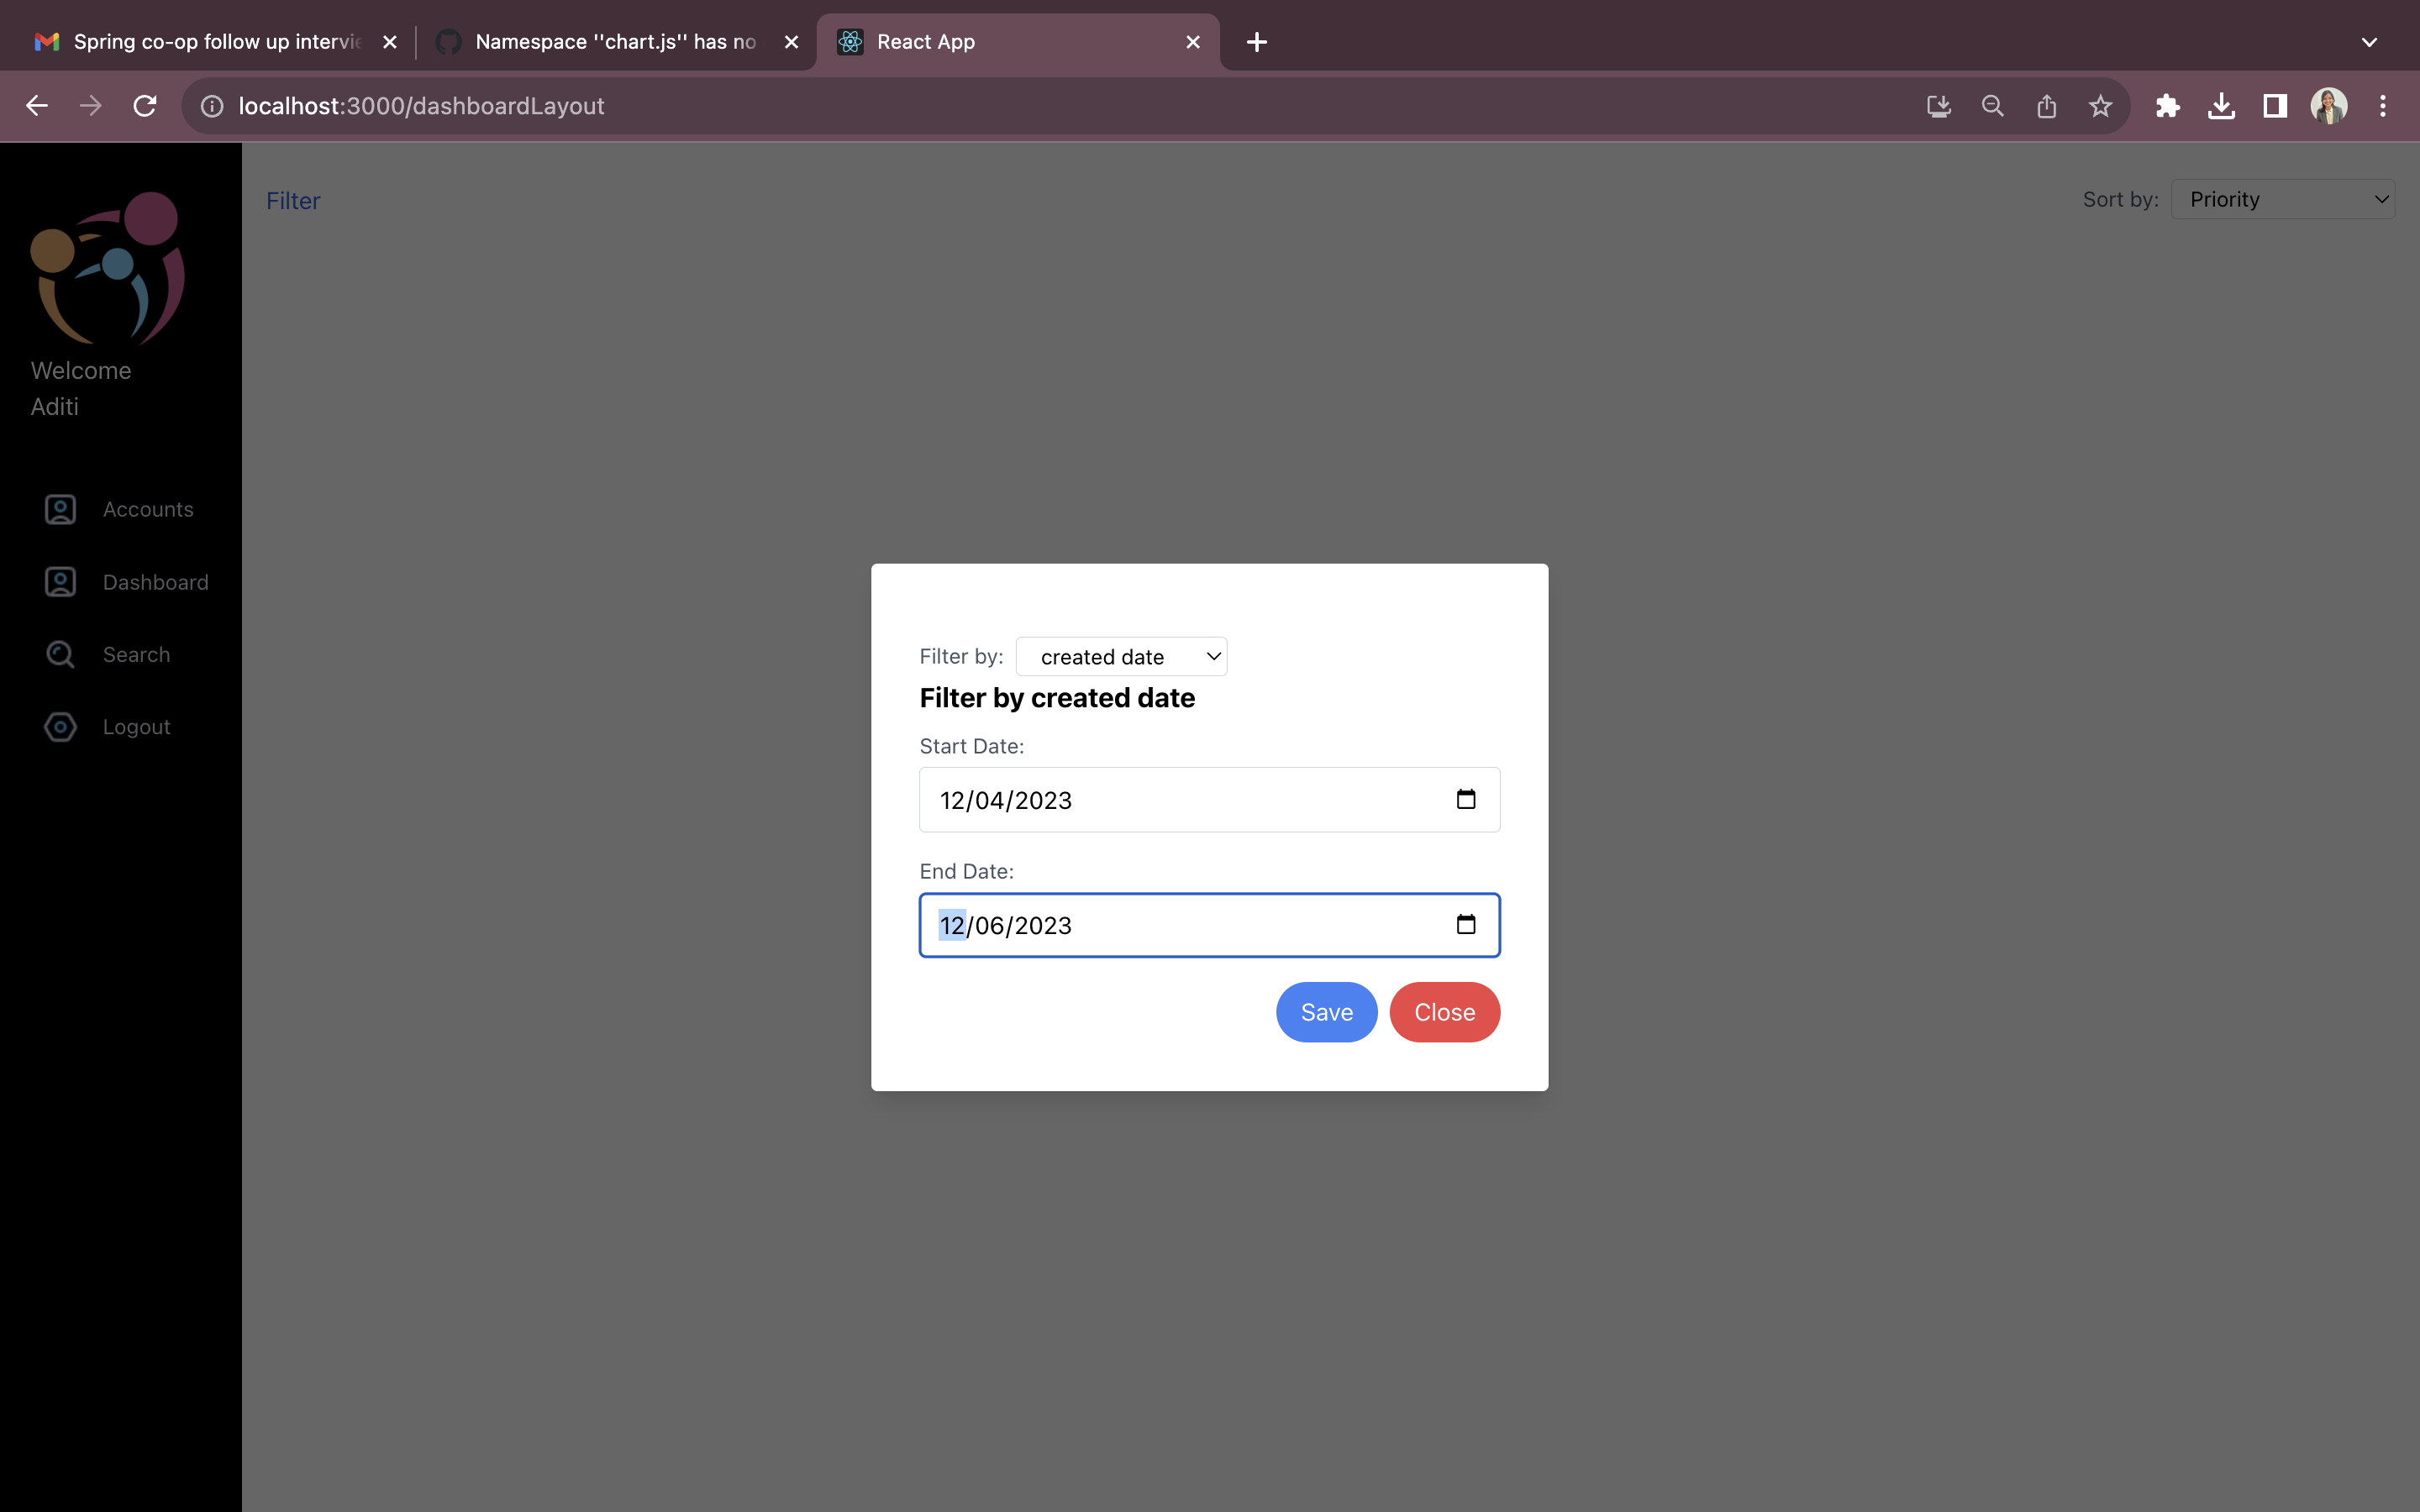 Spring co-op follow up intervie
Namespace ''chart.js'' has no
React App
localhost:3000/dashboardLayout
Filter
Sort by: Priority
Welcome
Aditi
Accounts
Dashboard
Search
Logout
Filter by: created date
Filter by created date
Start Date:
12/04/2023
End Date:
12/06/2023
Save Close